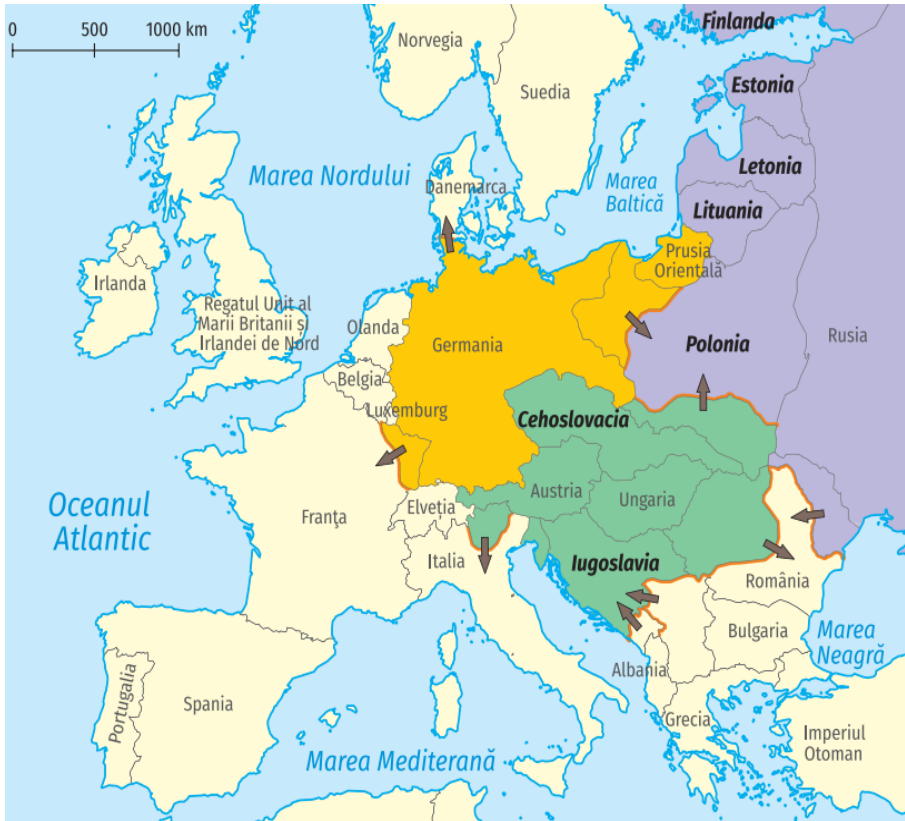 0 500 1000 km
Finlanda
Norvegia
Suedia
Estonia
Marea Nordului
Letonia
Danemarca
Marea
Baltică
Lituania
Prusia
Orientală
Irlanda
Regatul Unit al
Marii Britanii și
Irlandei de Nord
Olanda
Germania
Polonia
Rusia
Belgia
Luxemburg
Cehoslovacia
Oceanul
Atlantic
Austria
Ungaria
Franţa
Elveția
Italia
Iugoslavia
România
Bulgaria
Marea
Neagră
Albania
Portugalia
Spania
Grecia
Imperiul
Otoman
Marea Mediterană